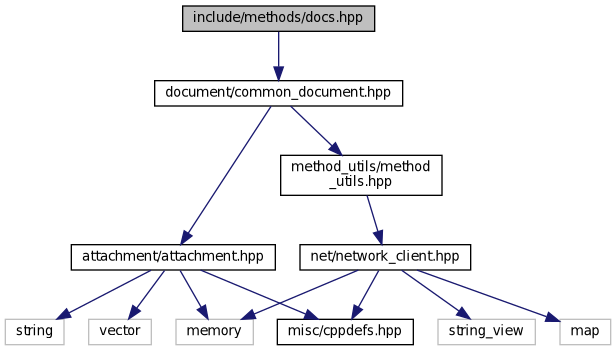 include/methods/docs.hpp
document/common_document.hpp
method_utils/method
_utils.hpp
attachment/attachment.hpp
net/network_client.hpp
string
vector
memory
misc/cppdefs.hpp
string_view
map